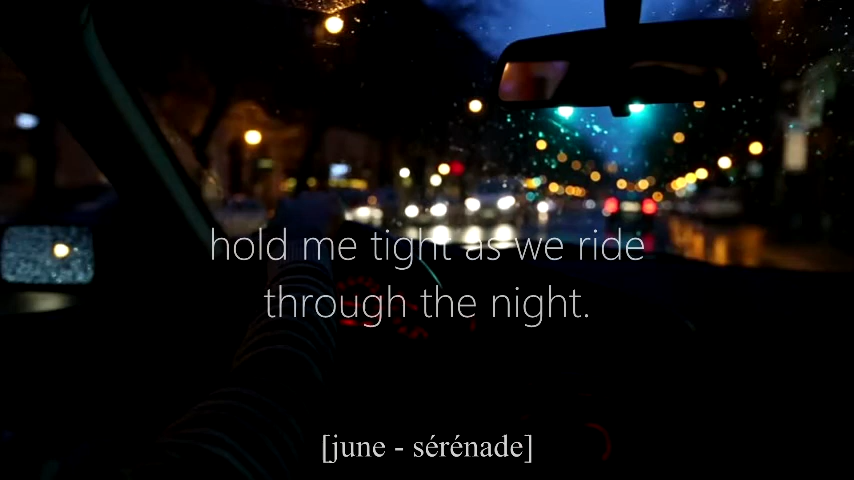 hold me tight as we ride
through the night.
[june - sérénade]